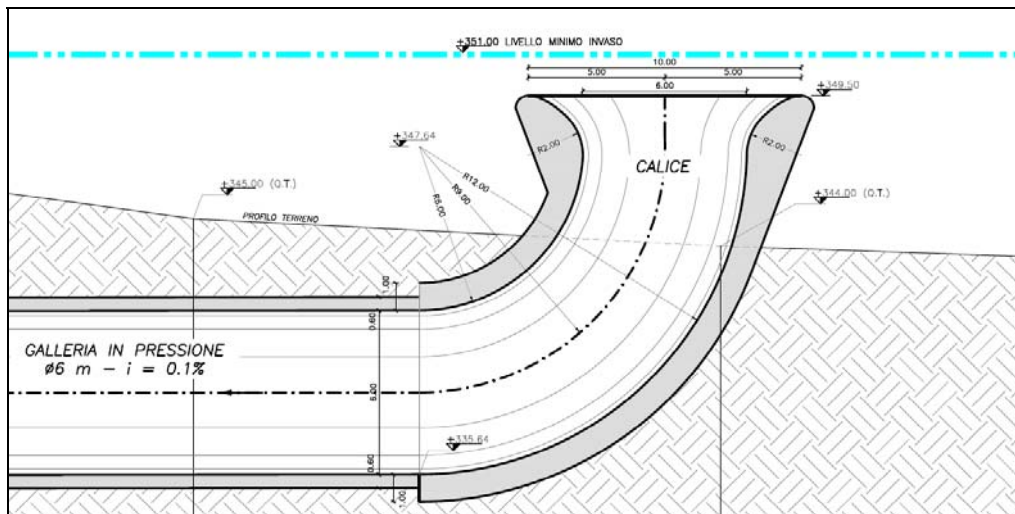 +351.00 LIVELLO MINIMO INVASO
10.00
5.00 5.00
6.00
+349.50
+347.64
R2.00
R2.00
CALICE
R12.00
R9.00
+345.00 (Q.T.)
+344.00 (Q.T.)
PROFILO TERRENO
1.00
0.60
GALLERIA IN PRESSIONE
ø6 m – i = 0.1%
6.00
+335.64
0.60
1.00